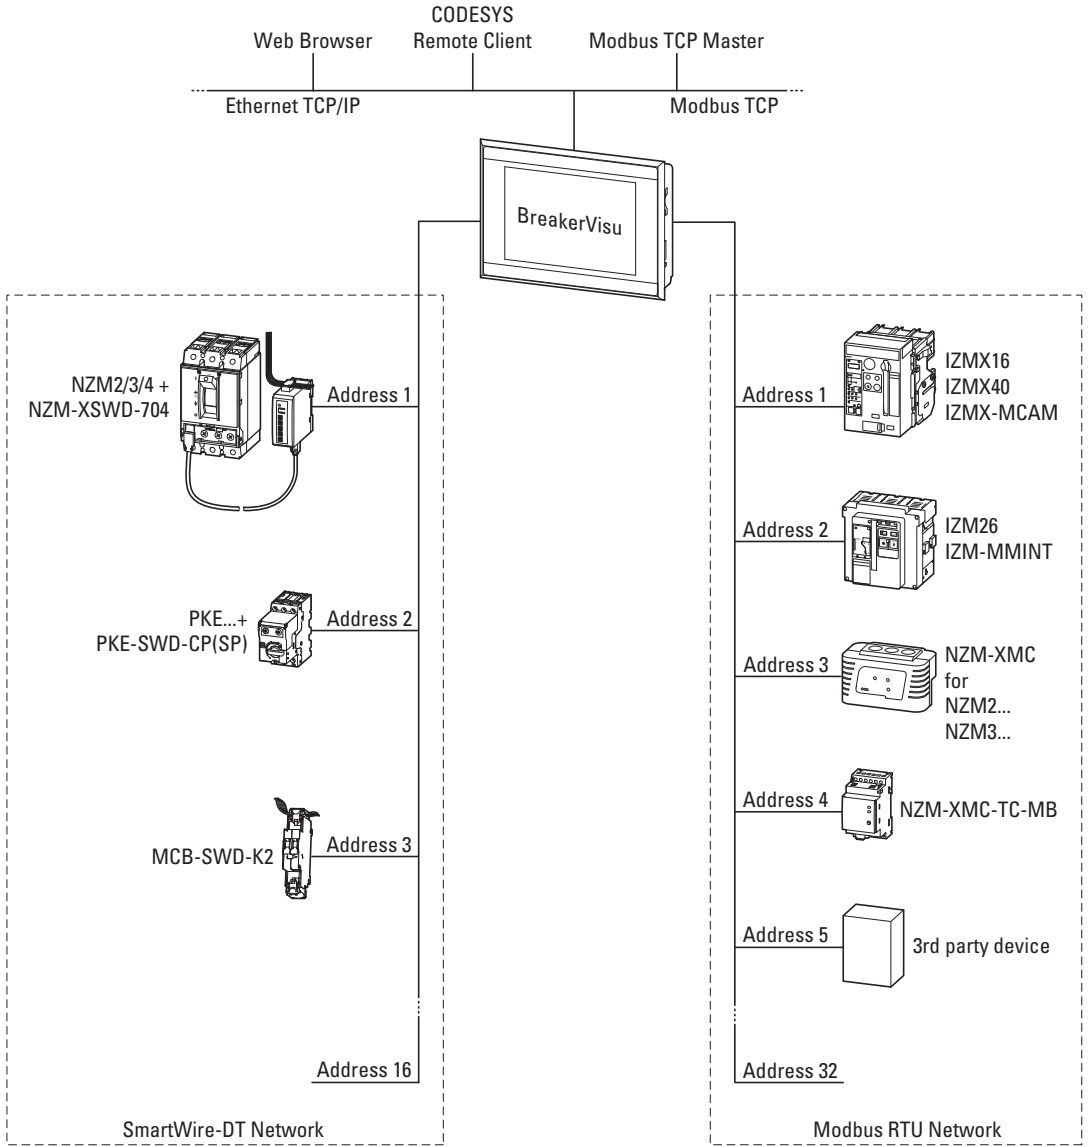 CODESYS
Web Browser
Remote Client
Modbus TCP Master
Ethernet TCP/IP
Modbus TCP
BreakerVisu
NZM2/3/4 +
NZM-XSWD-704
Address 1
PKE...+
PKE-SWD-CP(SP)
Address 2
MCB-SWD-K2
Address 3
Address 16
SmartWire-DT Network
Address 1
IZMX16
IZMX40
IZMX-MCAM
Address 2
IZM26
IZM-MMINT
Address 3
NZM-XMC
for
NZM2...
NZM3...
Address 4
NZM-XMC-TC-MB
Address 5
3rd party device
Address 32
Modbus RTU Network